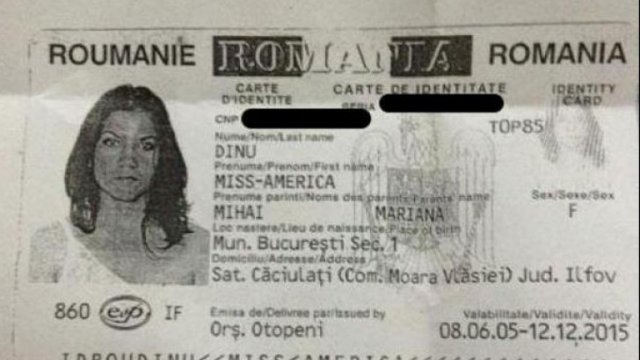 ROUMANIE ROMANIA ROMANIA
CARTE D'IDENTITE
CARTE DE IDENTITATE
IDENTITY CARD
SERIA
CNP
TOP85
Nume/Nom/Last name
DINU
Prenume/Prenom/First name
MISS-AMERICA
Prenume parinti/Noms des parents/Parents name
MIHAI MARIANA
Sex/Sexe/Sex
F
Loc nastere/Lieu de naissance/Place of birth
Mun. Bucureşti Sec. 1
Domiciliu/Adresse/Address
Sat. Căciulaţi (Com. Moara Vlăsiei) Jud. Ilfov
860 IF
Emisa de/Delivree par/Issued by
Valabilitate/Validite/Validity
Orş. Otopeni
08.06.05-12.12.2015